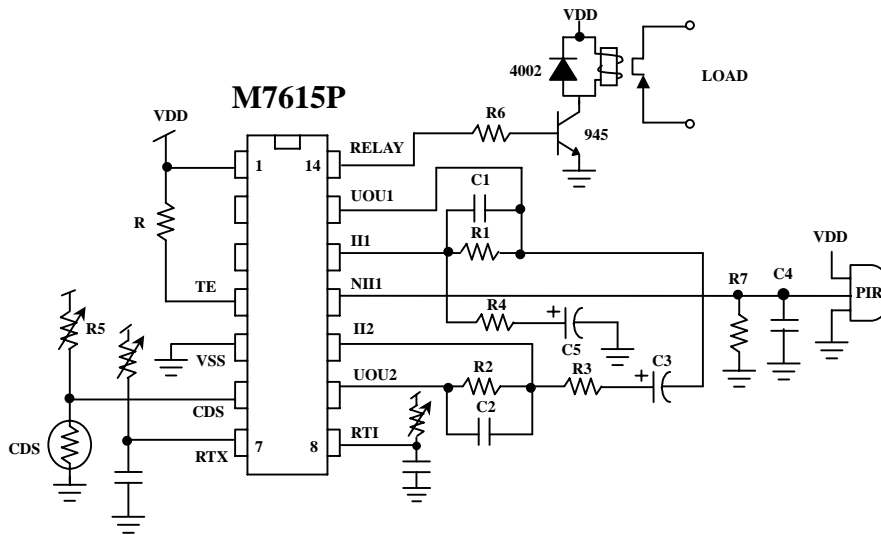 VDD
4002
LOAD
M7615P
R6
945
VDD
RELAY
1
14
C1
UOU1
R
R1
II1
VDD
TE
NII1
R7
C4
PIR
R4
R5
II2
VSS
C5
R2
R3
C3
UOU2
CDS
C2
CDS
RTI
7
8
RTX